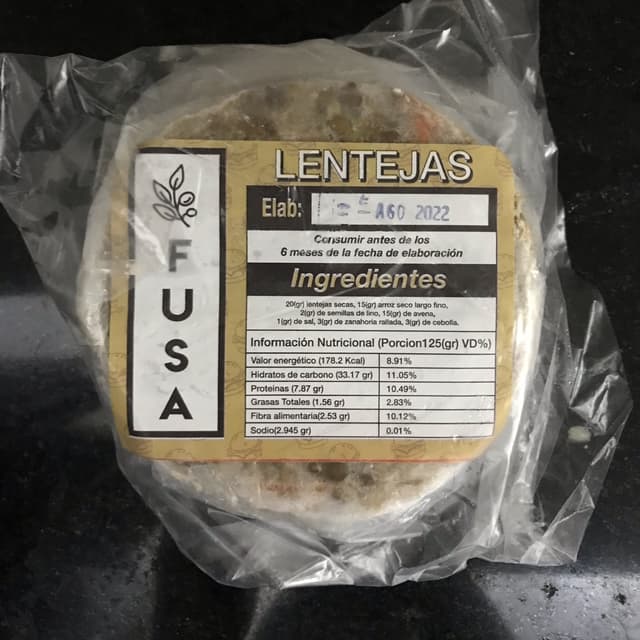 LENTEJAS
FUSA
Elab: AGO 2022
Consumir antes de los
6 meses de la fecha de elaboración
Ingredientes
20(gr) lentejas secas, 15(gr) arroz seco largo fino,
2(gr) de semillas de lino, 15(gr) de avena,
1(gr) de sal, 3(gr) de zanahoria rallada, 3(gr) de cebolla.
Información Nutricional (Porcion125(gr) VD%)
Valor energético (178.2 Kcal) 8.91%
Hidratos de carbono (33.17 gr) 11.05%
Proteinas (7.87 gr) 10.49%
Grasas Totales (1.56 gr) 2.83%
Fibra alimentaria(2.53 gr) 10.12%
Sodio(2.945 gr) 0.01%